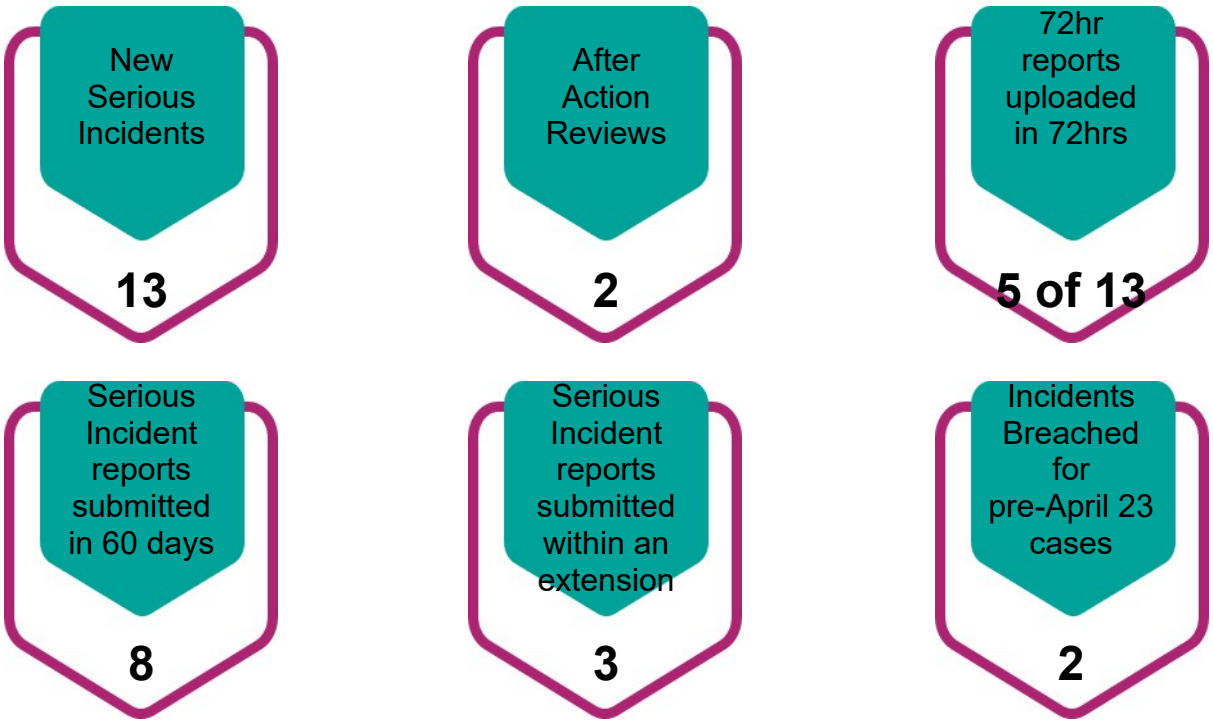 New
Serious
Incidents
13
After
Action
Reviews
2
72hr
reports
uploaded
in 72hrs
5 of 13
Serious
Incident
reports
submitted
in 60 days
8
Serious
Incident
reports
submitted
within an
extension
3
Incidents
Breached
for
pre-April 23
cases
2